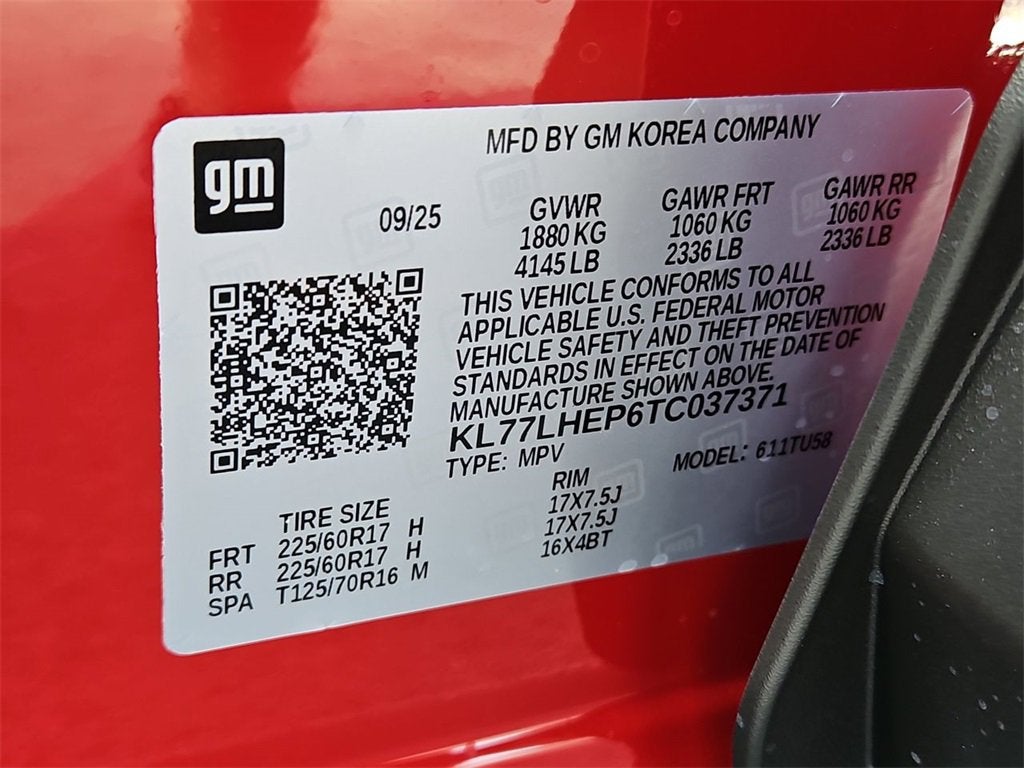 gm
MFD BY GM KOREA COMPANY
09/25
GVWR GAWR FRT GAWR RR
1880 KG 1060 KG 1060 KG
4145 LB 2336 LB 2336 LB
THIS VEHICLE CONFORMS TO ALL
APPLICABLE U.S. FEDERAL MOTOR
VEHICLE SAFETY AND THEFT PREVENTION
STANDARDS IN EFFECT ON THE DATE OF
MANUFACTURE SHOWN ABOVE.
KL77LHEP6TC037371
TYPE: MPV MODEL: 611TU58
TIRE SIZE RIM
FRT 225/60R17 H 17X7.5J
RR 225/60R17 H 17X7.5J
SPA T125/70R16 M 16X4BT